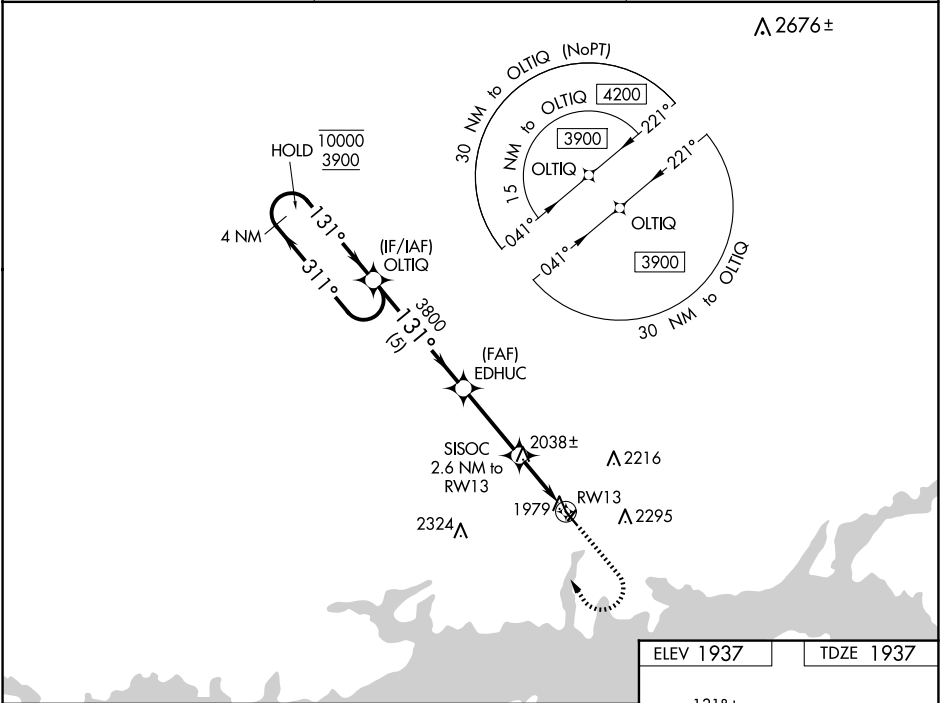 2676±
30 NM to OLTIQ (NoPT)
15 NM to OLTIQ
4200
3900
221°
OLTIQ
041°
221°
OLTIQ
041°
3900
30 NM to OLTIQ
HOLD
10000
3900
4 NM
131°
311°
(IF/IAF)
OLTIQ
3800
131°
(5)
(FAF)
EDHUC
SISOC
2.6 NM to
RW13
2038±
2216
1979
RW13
2295
2324
ELEV 1937
TDZE 1937